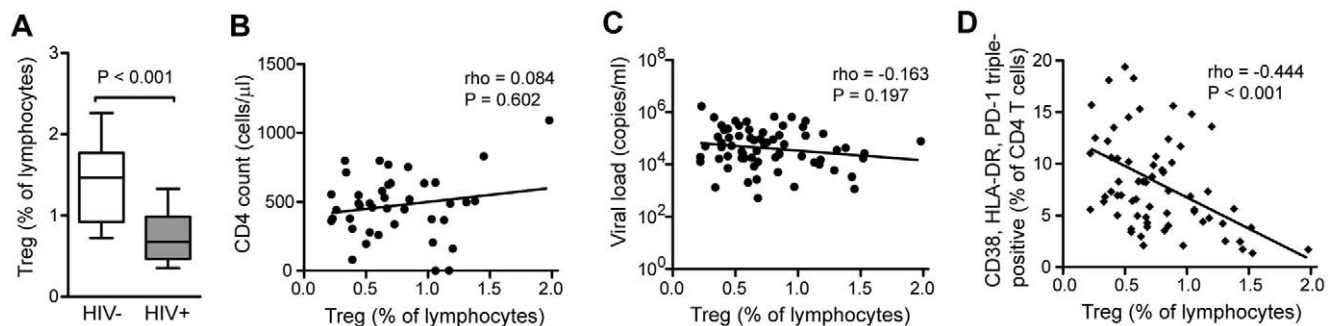 A
Treg (% of lymphocytes)
3
2
1
0
P < 0.001
HIV-
HIV+
B
CD4 count (cells/µl)
1500
1000
500
0
rho = 0.084
P = 0.602
0.0 0.5 1.0 1.5 2.0
Treg (% of lymphocytes)
C
Viral load (copies/ml)
10⁸
10⁶
10⁴
10²
10⁰
rho = -0.163
P = 0.197
0.0 0.5 1.0 1.5 2.0
Treg (% of lymphocytes)
D
CD38, HLA-DR, PD-1 triple-
positive (% of CD4 T cells)
20
15
10
5
0
rho = -0.444
P < 0.001
0.0 0.5 1.0 1.5 2.0
Treg (% of lymphocytes)